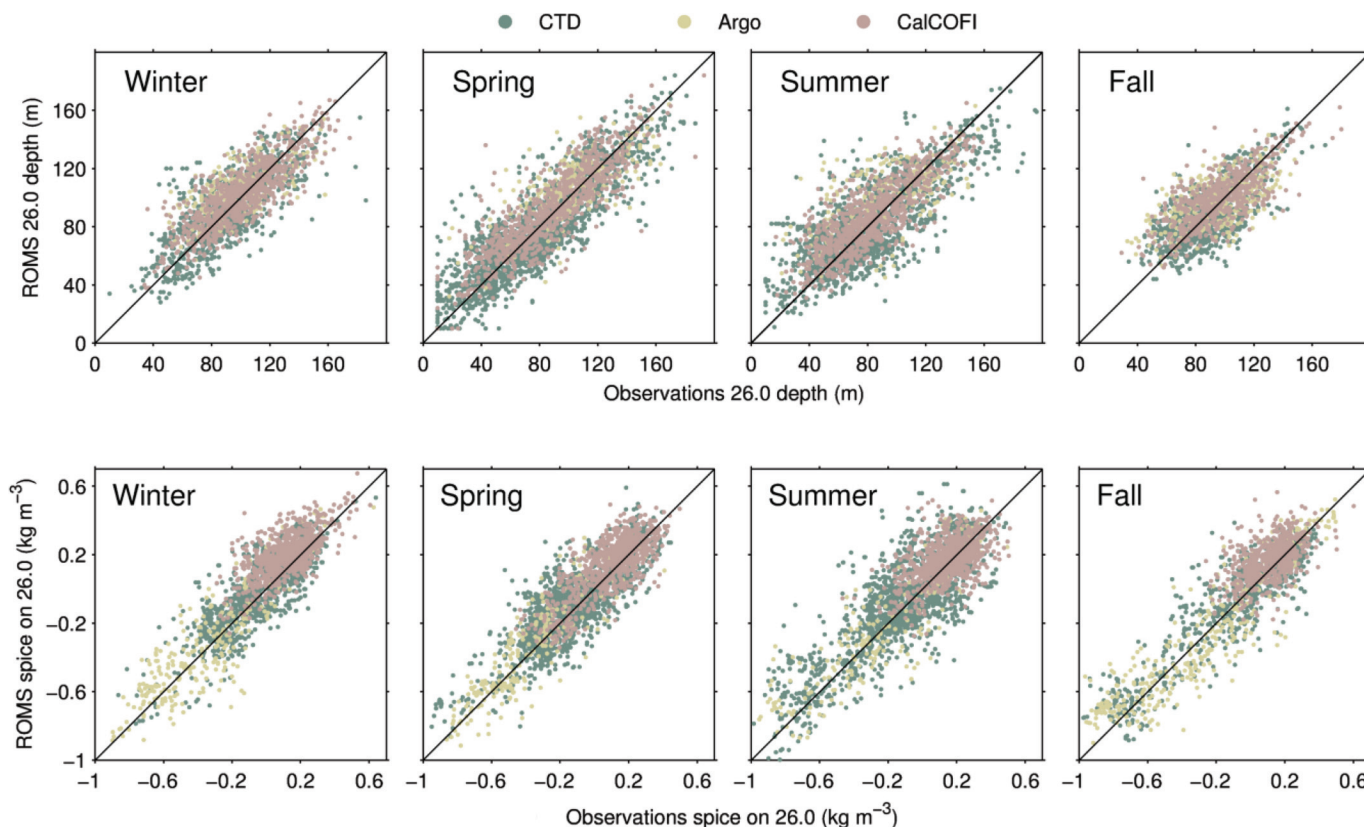 CTD Argo CalCOFI
Winter Spring Summer Fall
ROMS 26.0 depth (m)
160
120
80
40
0
0 40 80 120 160 0 40 80 120 160 0 40 80 120 160 0 40 80 120 160
Observations 26.0 depth (m)
Winter Spring Summer Fall
ROMS spice on 26.0 (kg m⁻³)
0.6
0.2
−0.2
−0.6
−1
−1 −0.6 −0.2 0.2 0.6 −1 −0.6 −0.2 0.2 0.6 −1 −0.6 −0.2 0.2 0.6 −1 −0.6 −0.2 0.2 0.6
Observations spice on 26.0 (kg m⁻³)